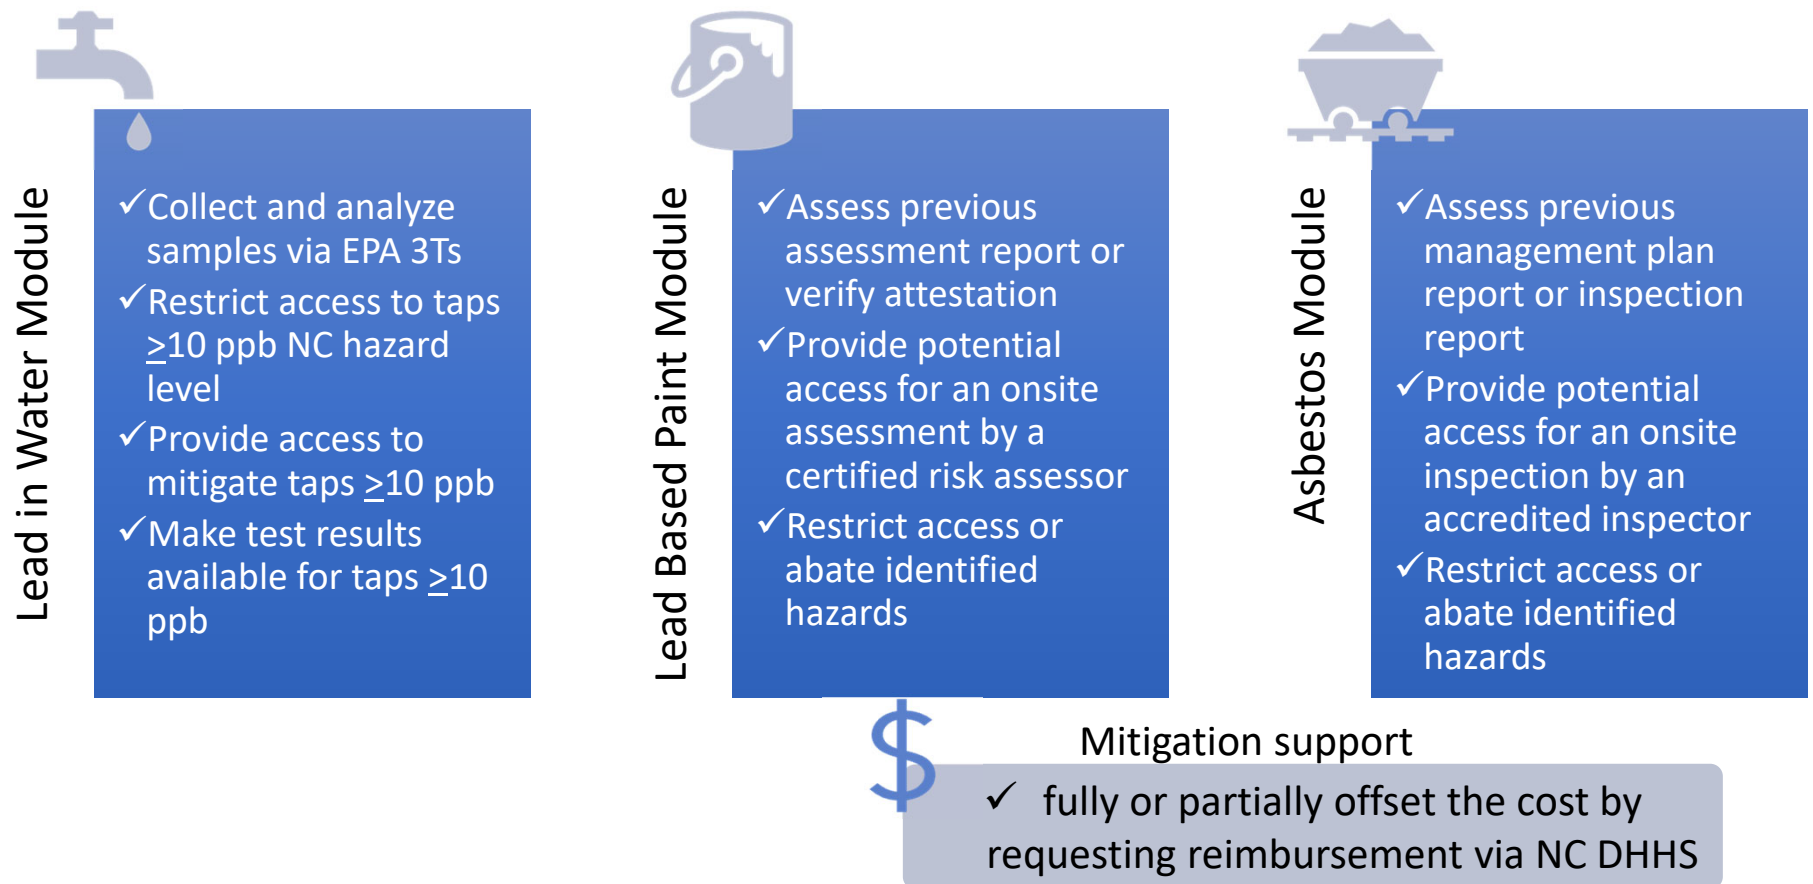 Lead in Water Module
✓Collect and analyze
samples via EPA 3Ts
✓Restrict access to taps
≥10 ppb NC hazard
level
✓Provide access to
mitigate taps ≥10 ppb
✓Make test results
available for taps ≥10
ppb
Lead Based Paint Module
✓Assess previous
assessment report or
verify attestation
✓Provide potential
access for an onsite
assessment by a
certified risk assessor
✓Restrict access or
abate identified
hazards
Asbestos Module
✓Assess previous
management plan
report or inspection
report
✓Provide potential
access for an onsite
inspection by an
accredited inspector
✓Restrict access or
abate identified
hazards
$
Mitigation support
✓ fully or partially offset the cost by
requesting reimbursement via NC DHHS